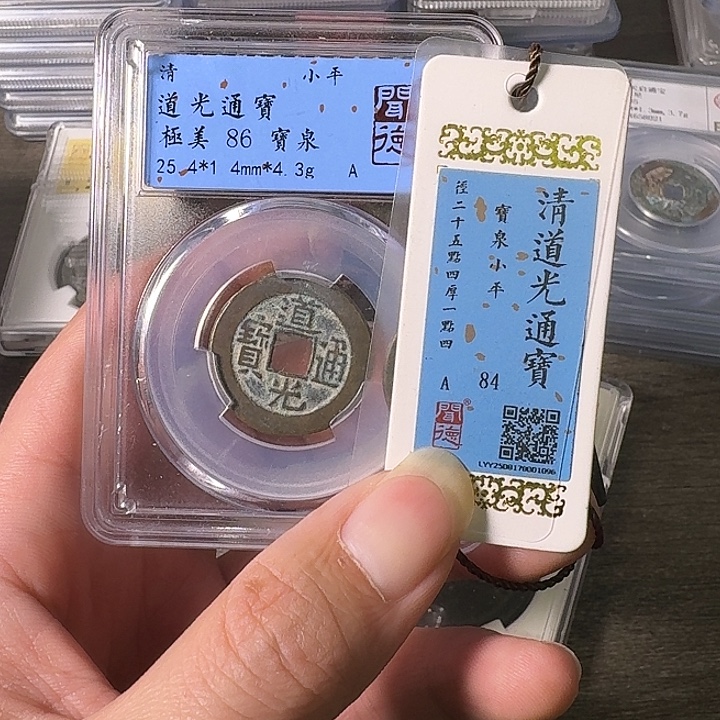 清 小平
道光通寶
極美 86 寶泉
25.4*1.4mm*4.3g A
聞德
道光通寶
清道光通寶
寶泉小平
徑二十五點四厚一點四
A 84
聞德®
LYY250817B001096